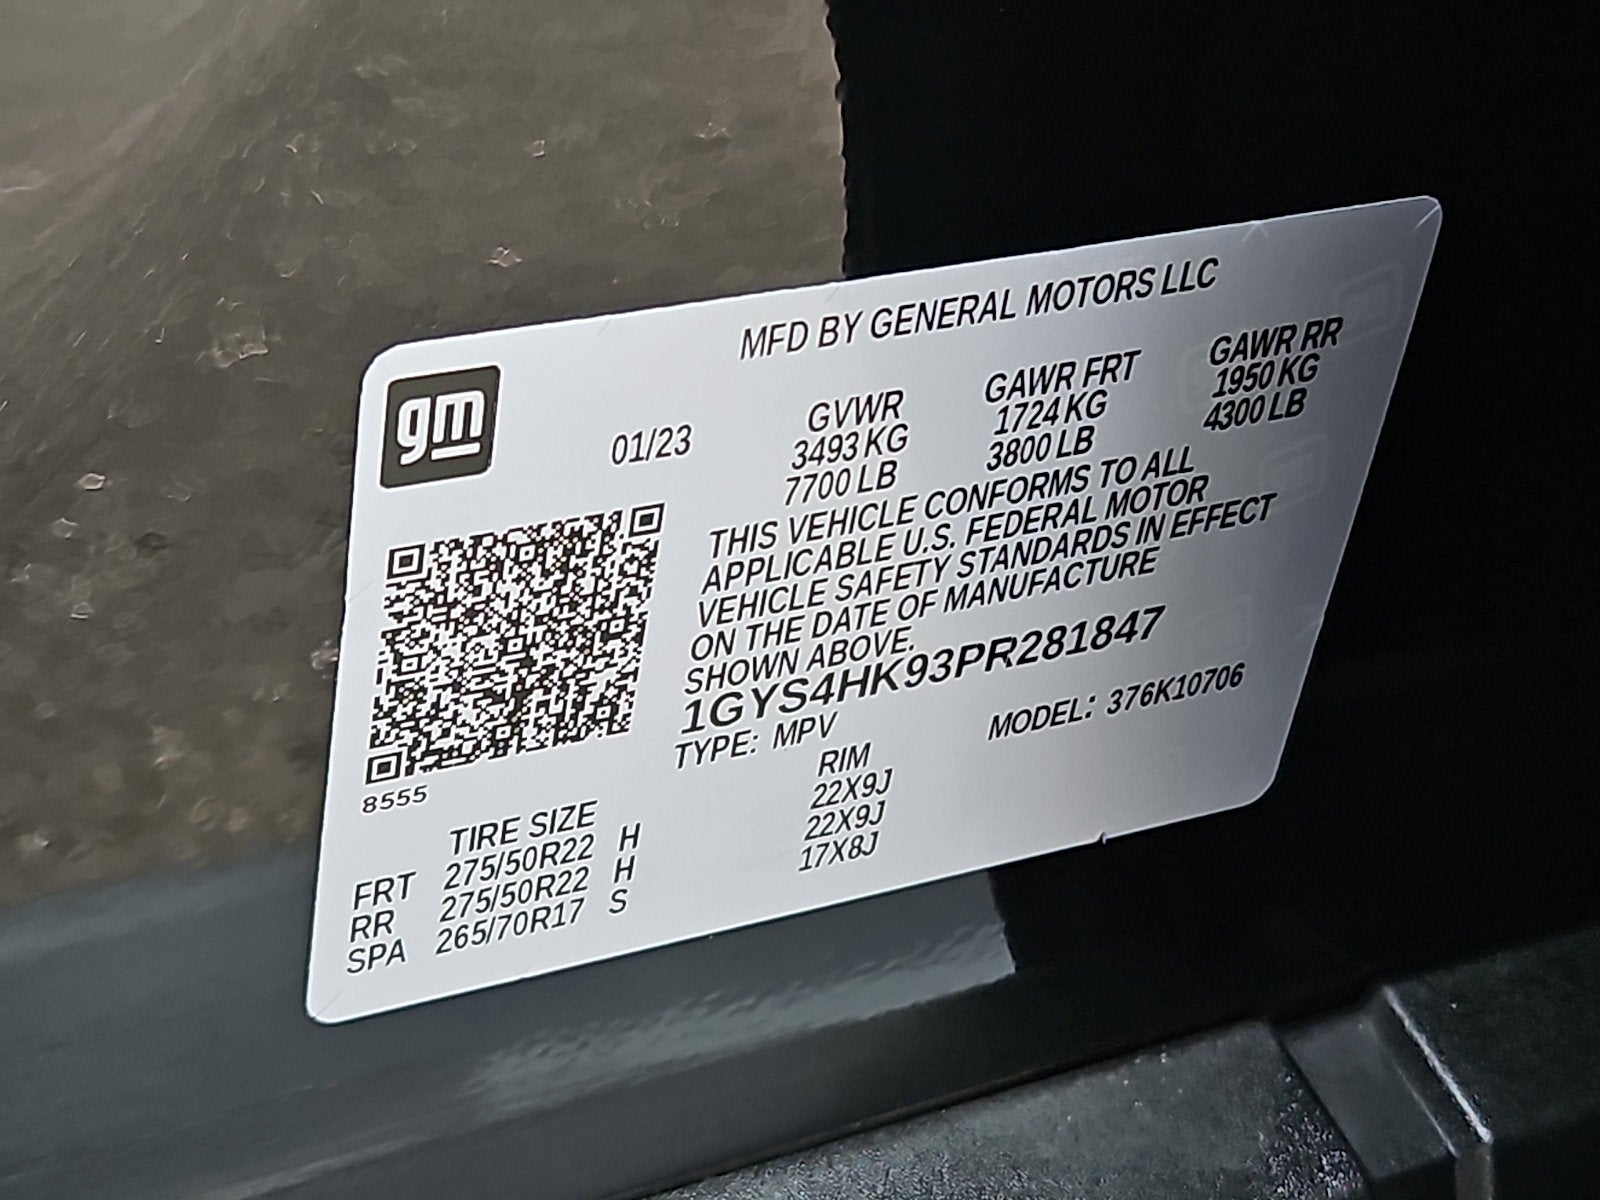 MFD BY GENERAL MOTORS LLC
gm
01/23
GVWR GAWR FRT GAWR RR
3493 KG 1724 KG 1950 KG
7700 LB 3800 LB 4300 LB
THIS VEHICLE CONFORMS TO ALL
APPLICABLE U.S. FEDERAL MOTOR
VEHICLE SAFETY STANDARDS IN EFFECT
ON THE DATE OF MANUFACTURE
SHOWN ABOVE.
1GYS4HK93PR281847
TYPE: MPV MODEL: 376K10706
8555
TIRE SIZE RIM
FRT 275/50R22 H 22X9J
RR 275/50R22 H 22X9J
SPA 265/70R17 S 17X8J